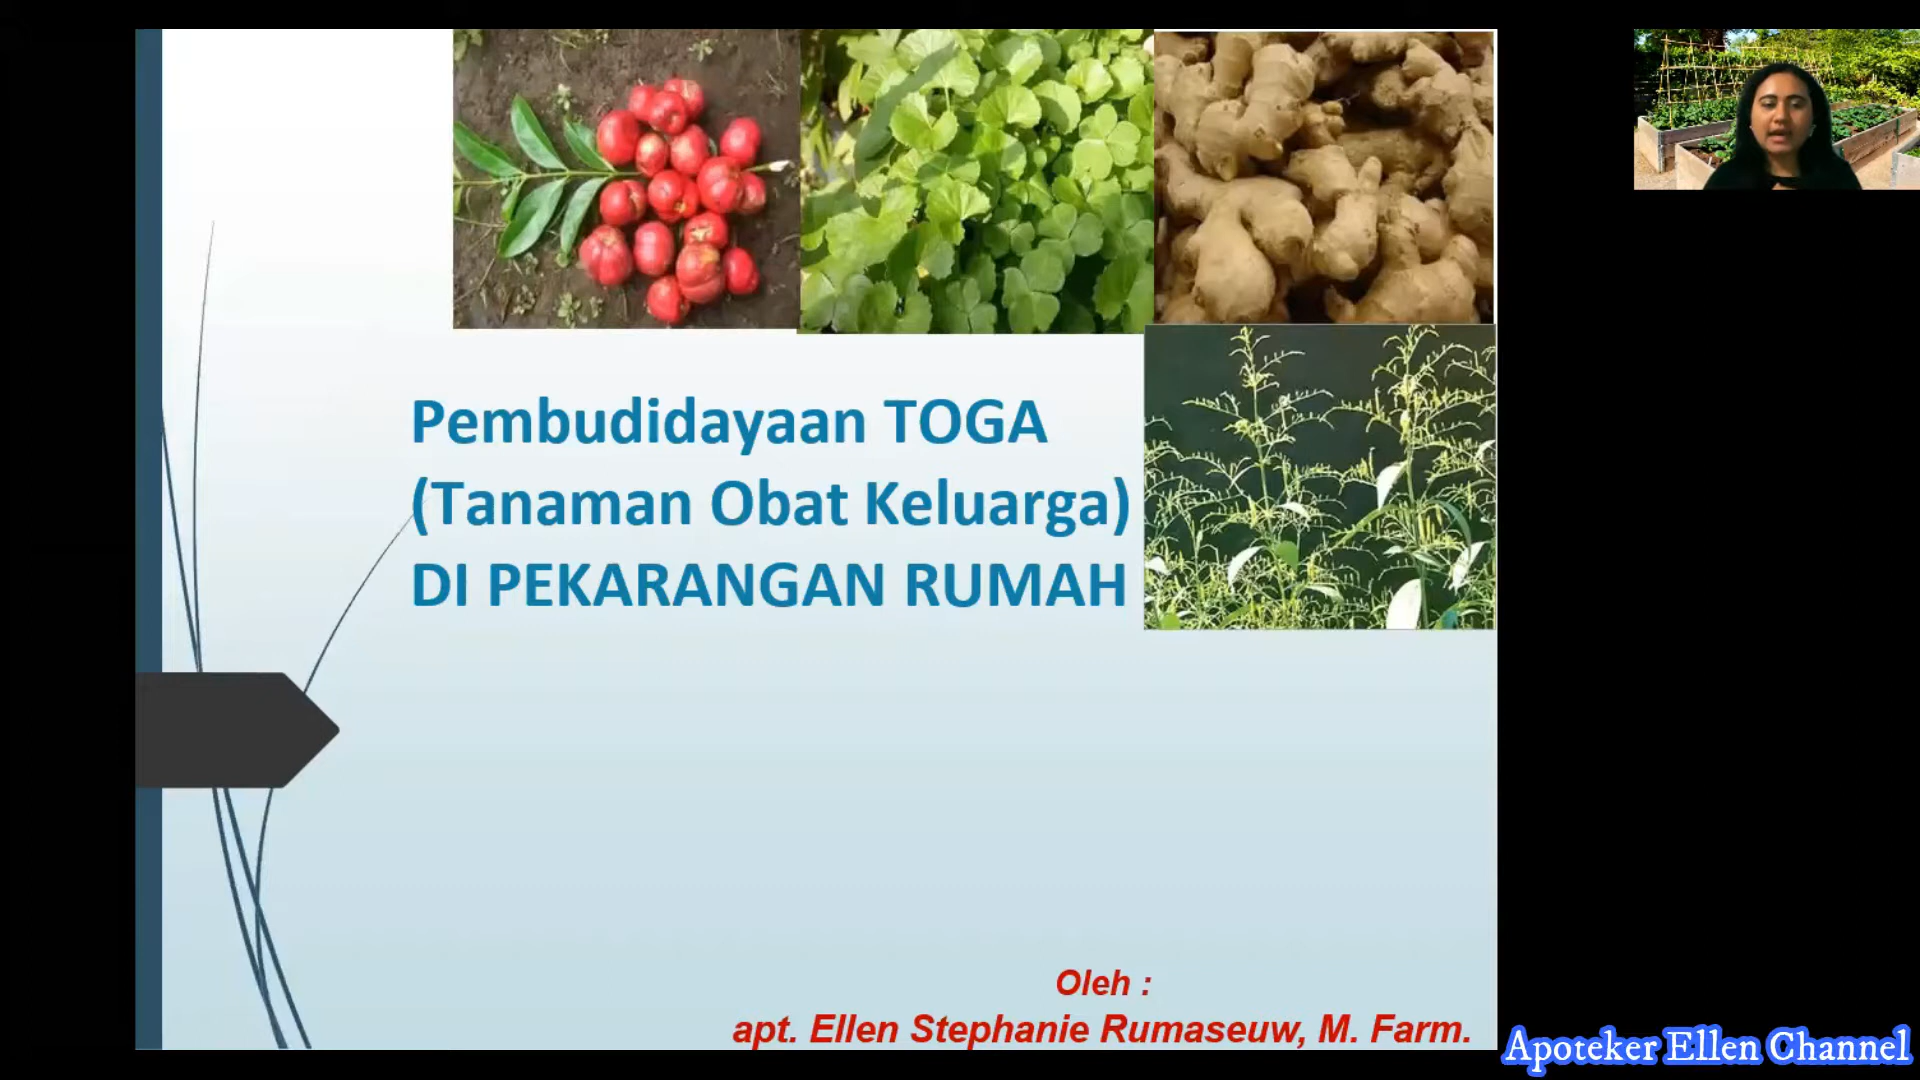 Pembudidayaan TOGA
(Tanaman Obat Keluarga)
DI PEKARANGAN RUMAH
Oleh :
apt. Ellen Stephanie Rumaseuw, M. Farm.
Apoteker Ellen Channel